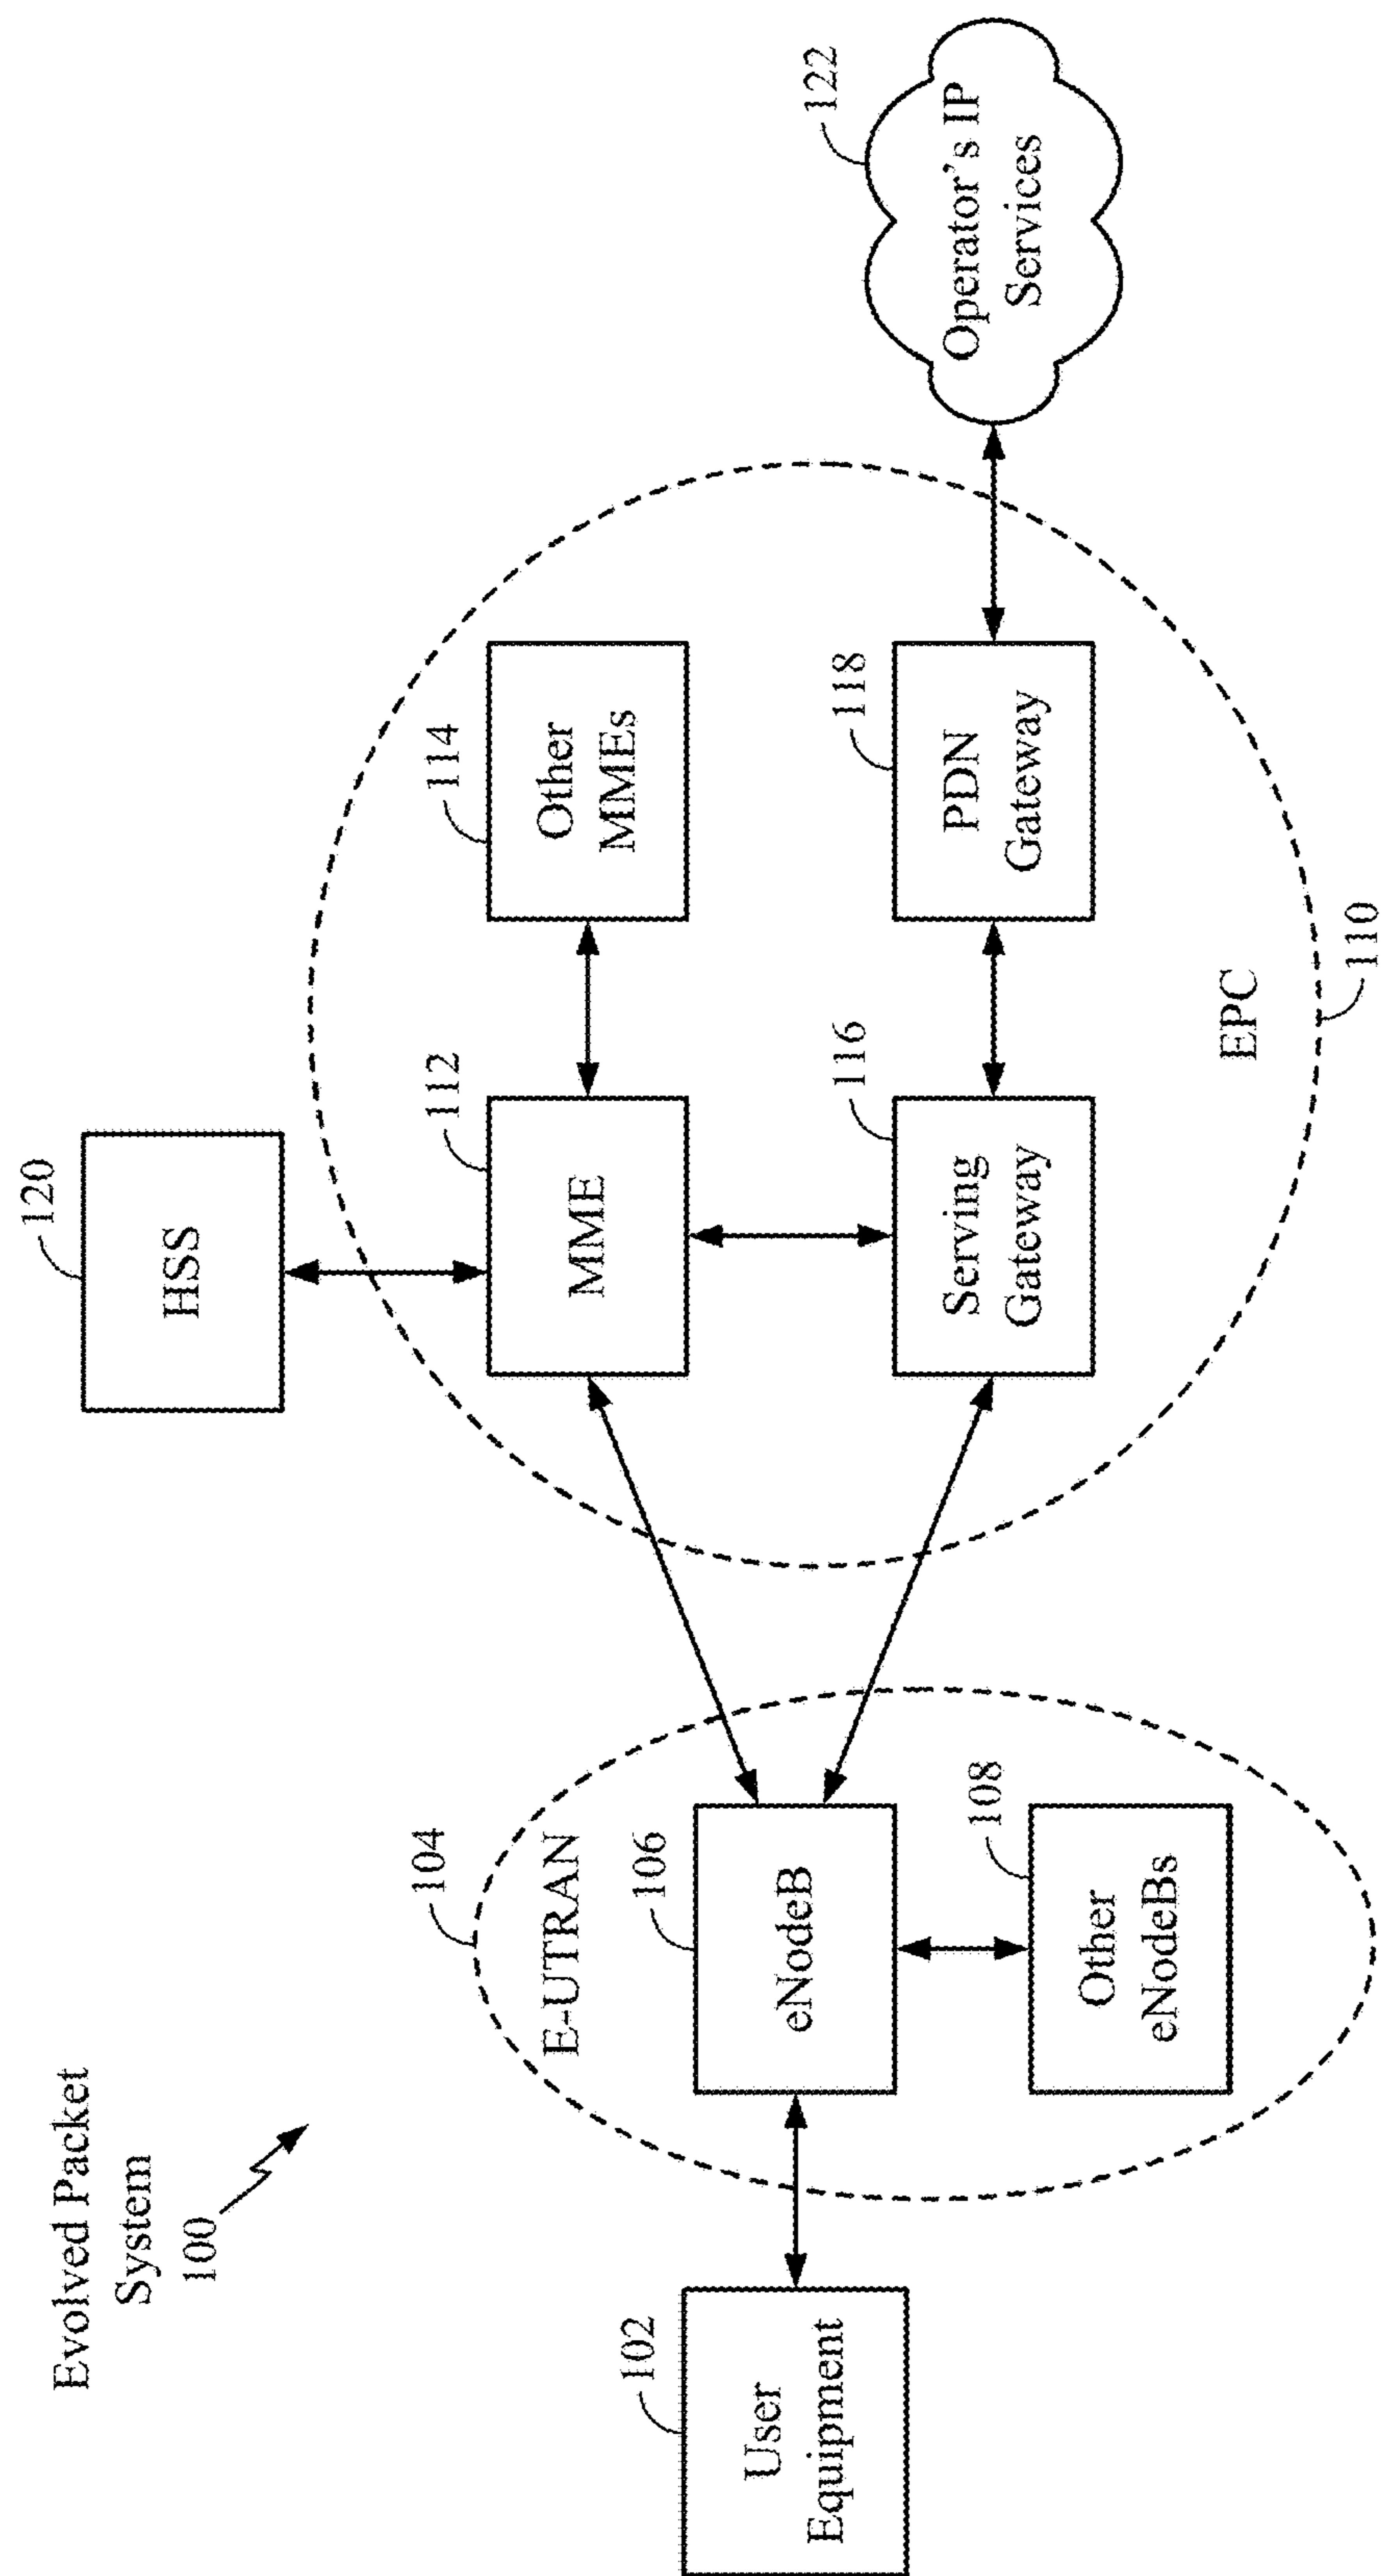 Evolved Packet
System
100
102
User
Equipment
104
E-UTRAN
106
eNodeB
108
Other
eNodeBs
120
HSS
112
MME
114
Other
MMEs
116
Serving
Gateway
118
PDN
Gateway
EPC
110
122
Operator's IP
Services